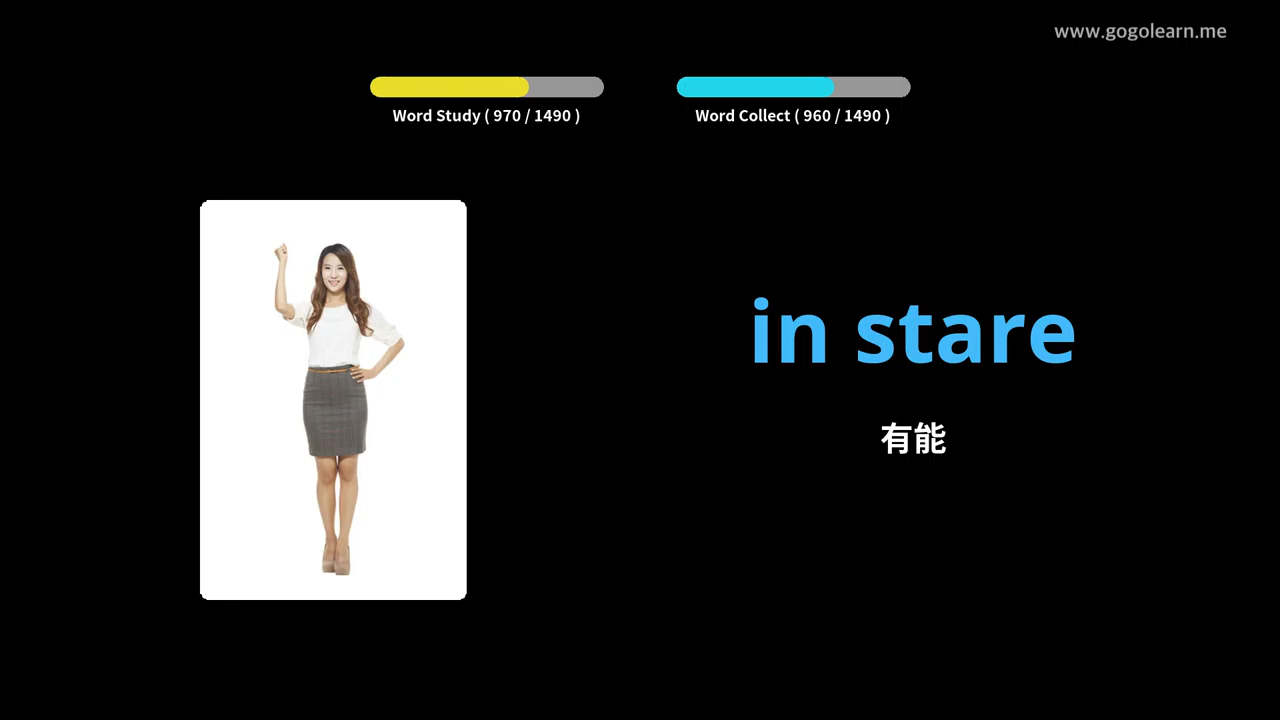 www.gogolearn.me
Word Study ( 970 / 1490 )
Word Collect ( 960 / 1490 )
in stare
有能